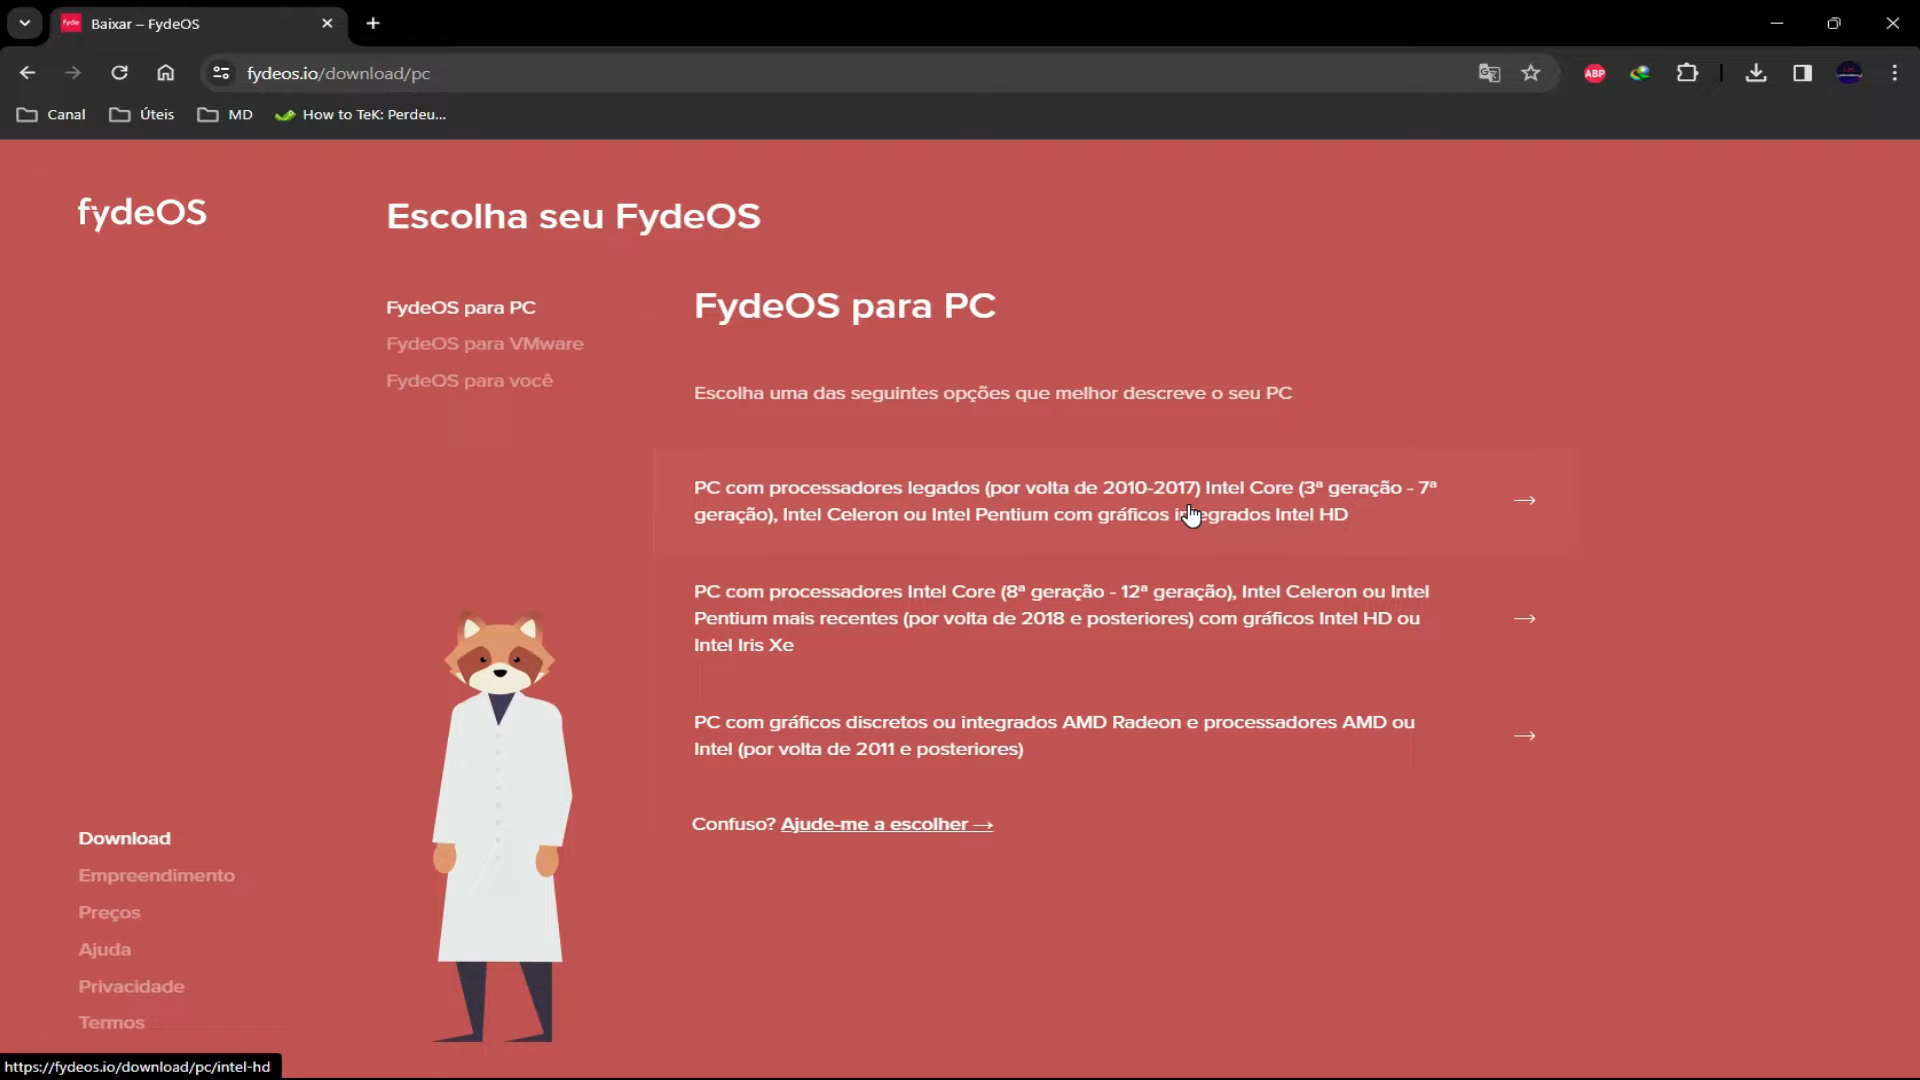 Baixar – FydeOS
fydeos.io/download/pc
ABP
Canal
Úteis
MD
How to TeK: Perdeu...
fydeOS
Escolha seu FydeOS
FydeOS para PC
FydeOS para VMware
FydeOS para você
FydeOS para PC
Escolha uma das seguintes opções que melhor descreve o seu PC
PC com processadores legados (por volta de 2010-2017) Intel Core (3ª geração - 7ª
geração), Intel Celeron ou Intel Pentium com gráficos integrados Intel HD
PC com processadores Intel Core (8ª geração - 12ª geração), Intel Celeron ou Intel
Pentium mais recentes (por volta de 2018 e posteriores) com gráficos Intel HD ou
Intel Iris Xe
PC com gráficos discretos ou integrados AMD Radeon e processadores AMD ou
Intel (por volta de 2011 e posteriores)
Confuso? Ajude-me a escolher →
Download
Empreendimento
Preços
Ajuda
Privacidade
Termos
https://fydeos.io/download/pc/intel-hd